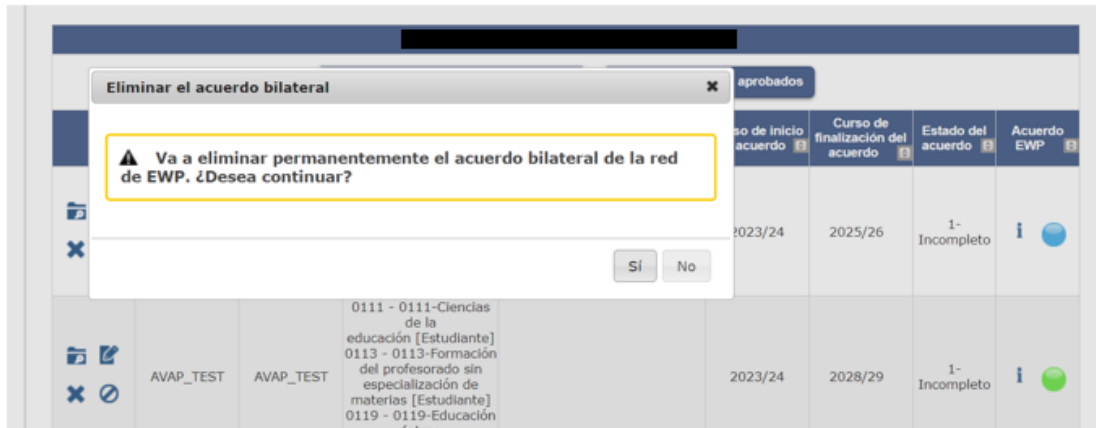 aprobados
Eliminar el acuerdo bilateral
Va a eliminar permanentemente el acuerdo bilateral de la red
de EWP. ¿Desea continuar?
Sí No
so de inicio
acuerdo
Curso de
finalización del
acuerdo
Estado del
acuerdo
Acuerdo
EWP
2023/24
2025/26
1-
Incompleto
AVAP_TEST
AVAP_TEST
0111 - 0111-Ciencias
de la
educación [Estudiante]
0113 - 0113-Formación
del profesorado sin
especialización de
materias [Estudiante]
0119 - 0119-Educación
2023/24
2028/29
1-
Incompleto